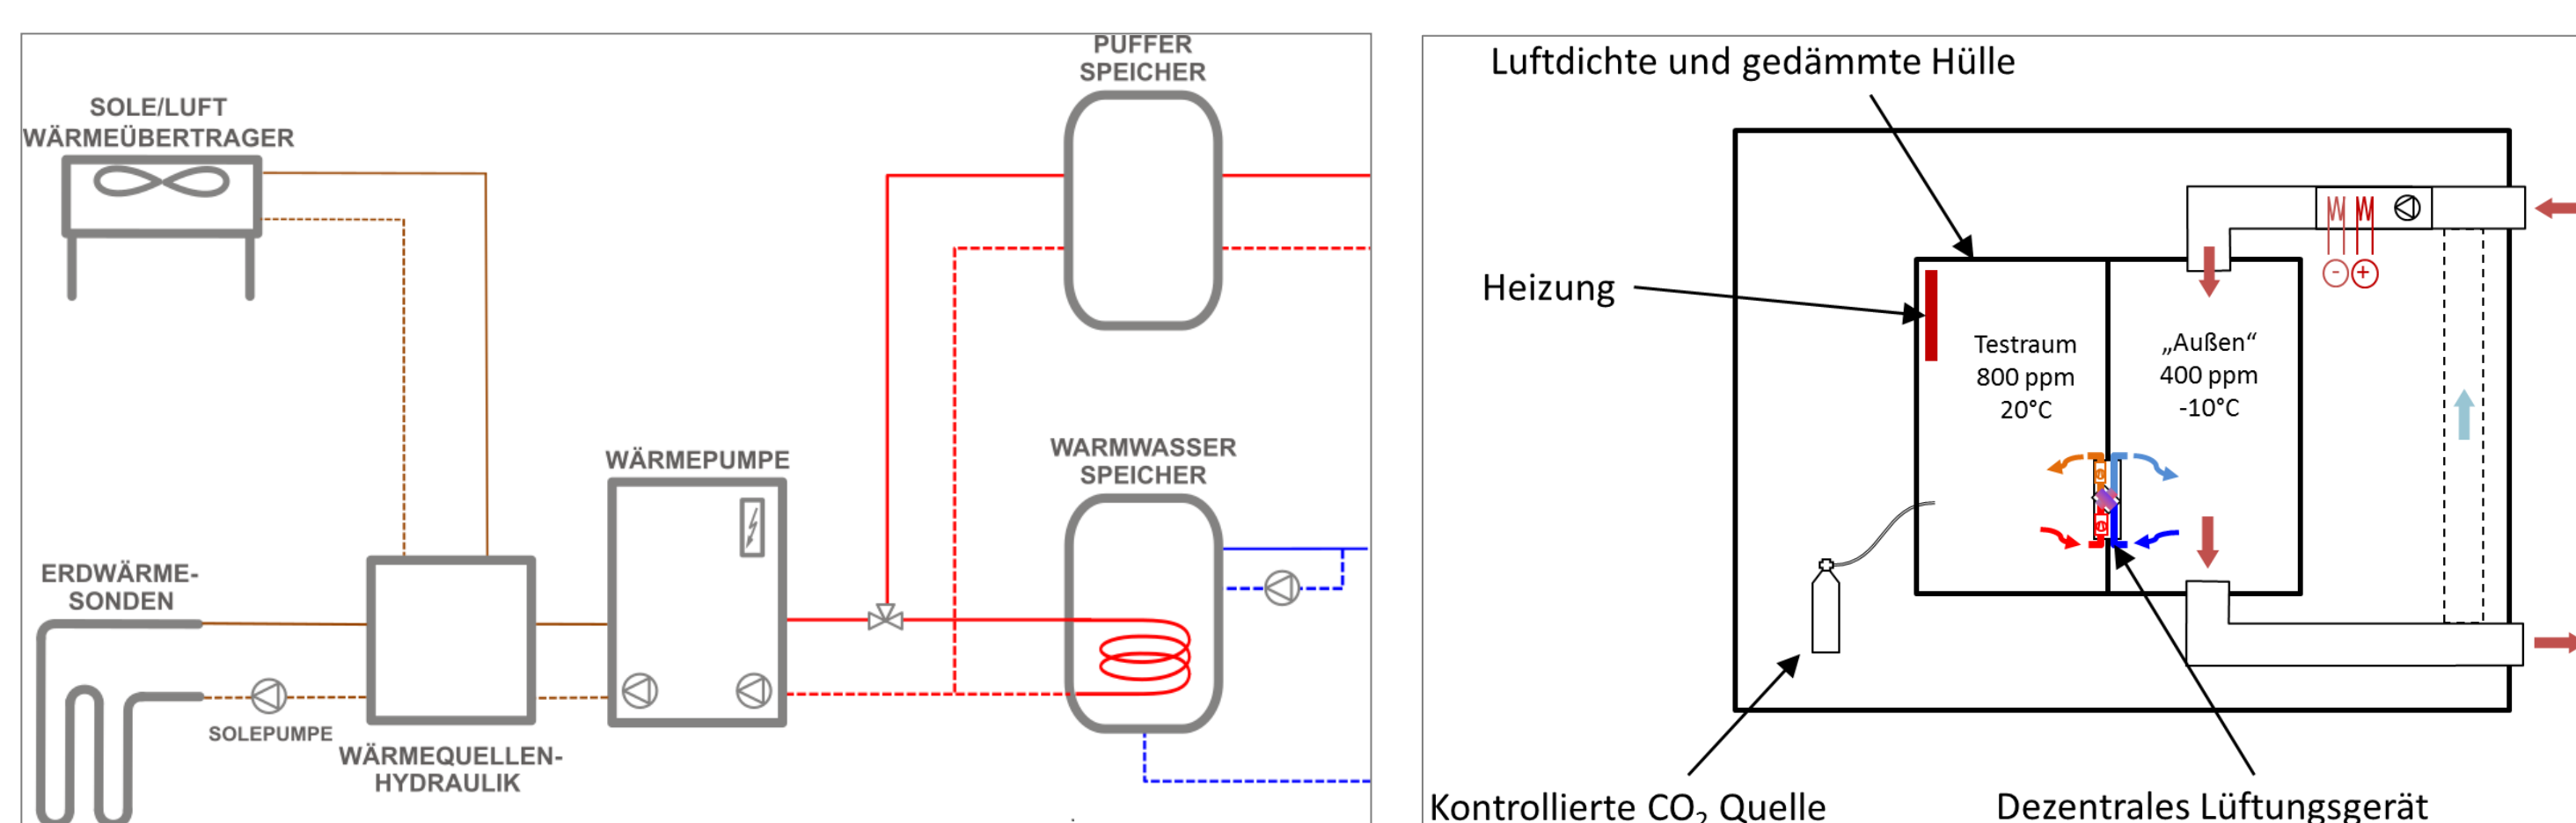 PUFFER
SPEICHER
SOLE/LUFT
WÄRMEÜBERTRAGER
WÄRMEPUMPE
WARMWASSER
SPEICHER
ERDWÄRME-
SONDEN
SOLEPUMPE
WÄRMEQUELLEN-
HYDRAULIK
Luftdichte und gedämmte Hülle
Heizung
- +
Testraum
800 ppm
20°C
„Außen“
400 ppm
-10°C
Kontrollierte CO₂ Quelle
Dezentrales Lüftungsgerät